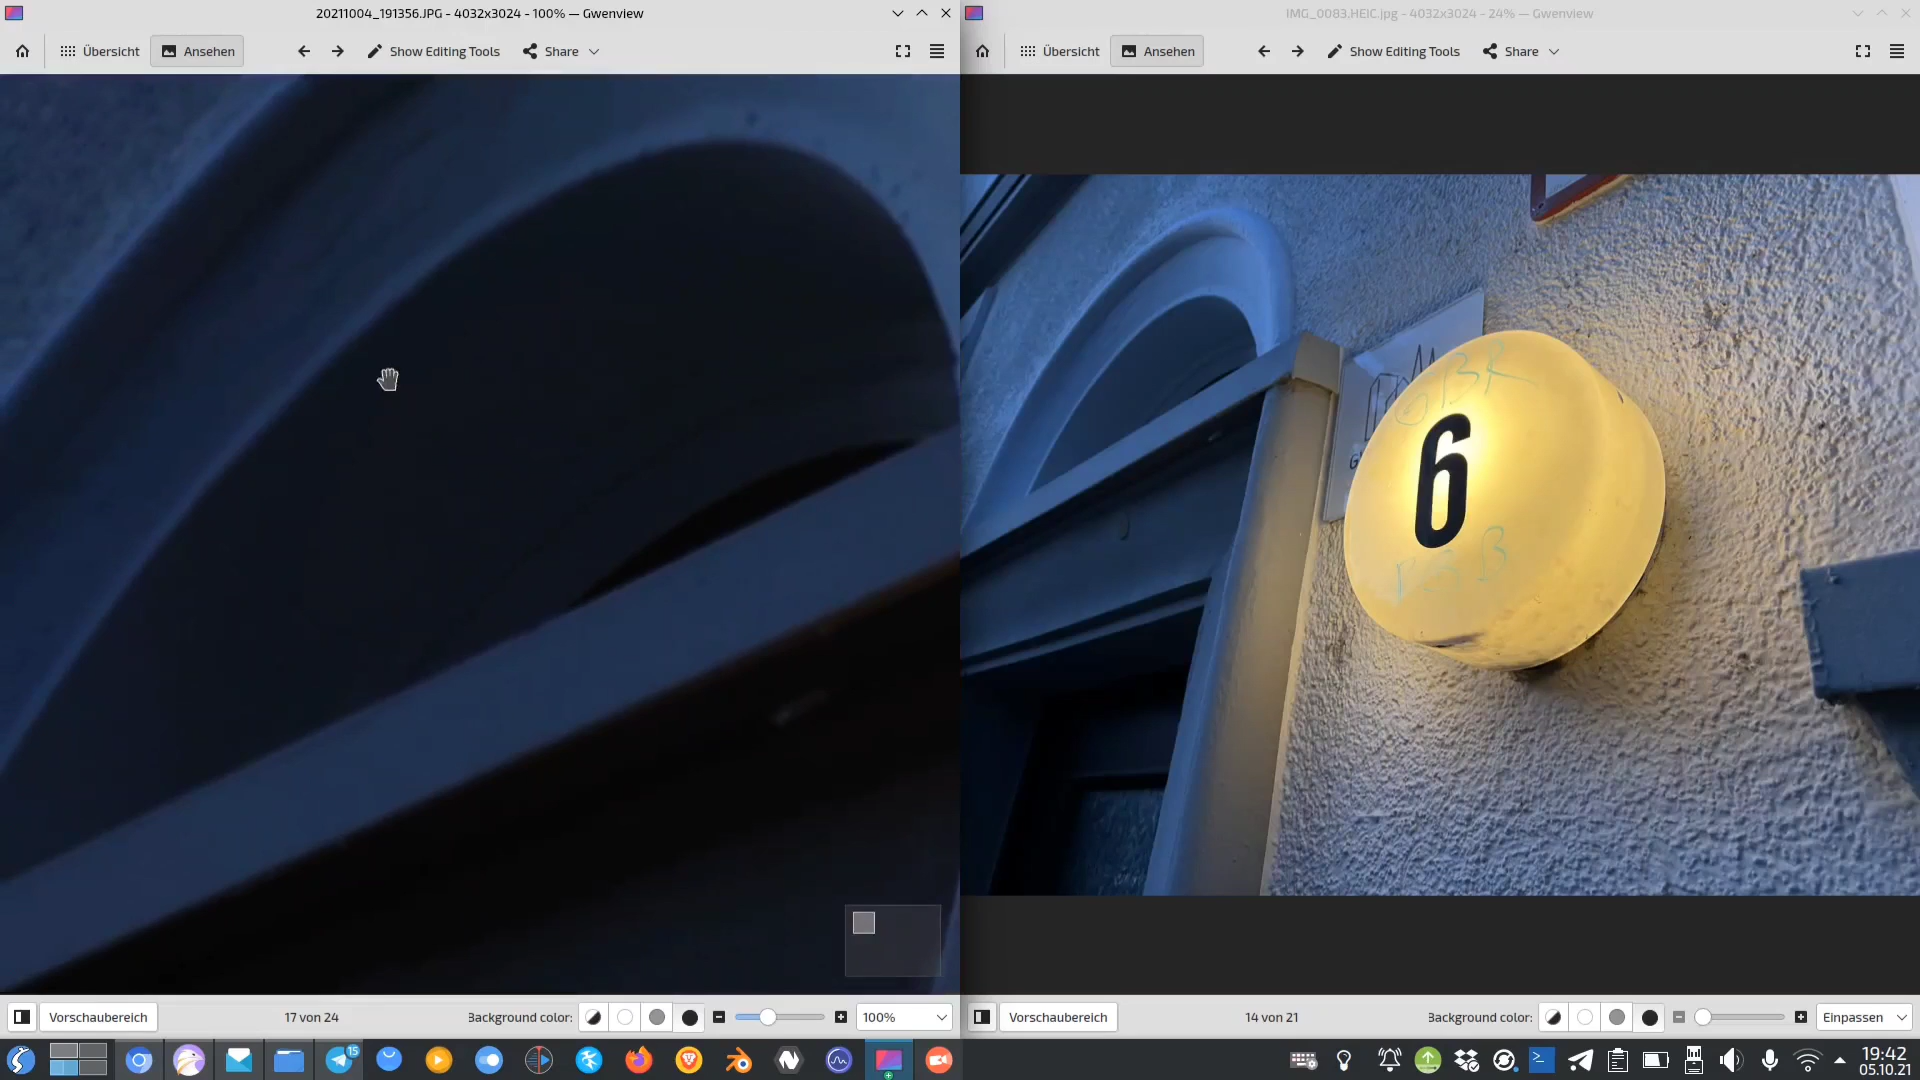 20211004_191356.JPG - 4032x3024 - 100% — Gwenview
IMG_0083.HEIC.jpg - 4032x3024 - 24% — Gwenview
Übersicht
Ansehen
Show Editing Tools
Share
Übersicht
Ansehen
Show Editing Tools
Share
GBR
6
Vorschaubereich
17 von 24
Background color:
100%
Vorschaubereich
14 von 21
Background color:
Einpassen
15
19:42
05.10.21